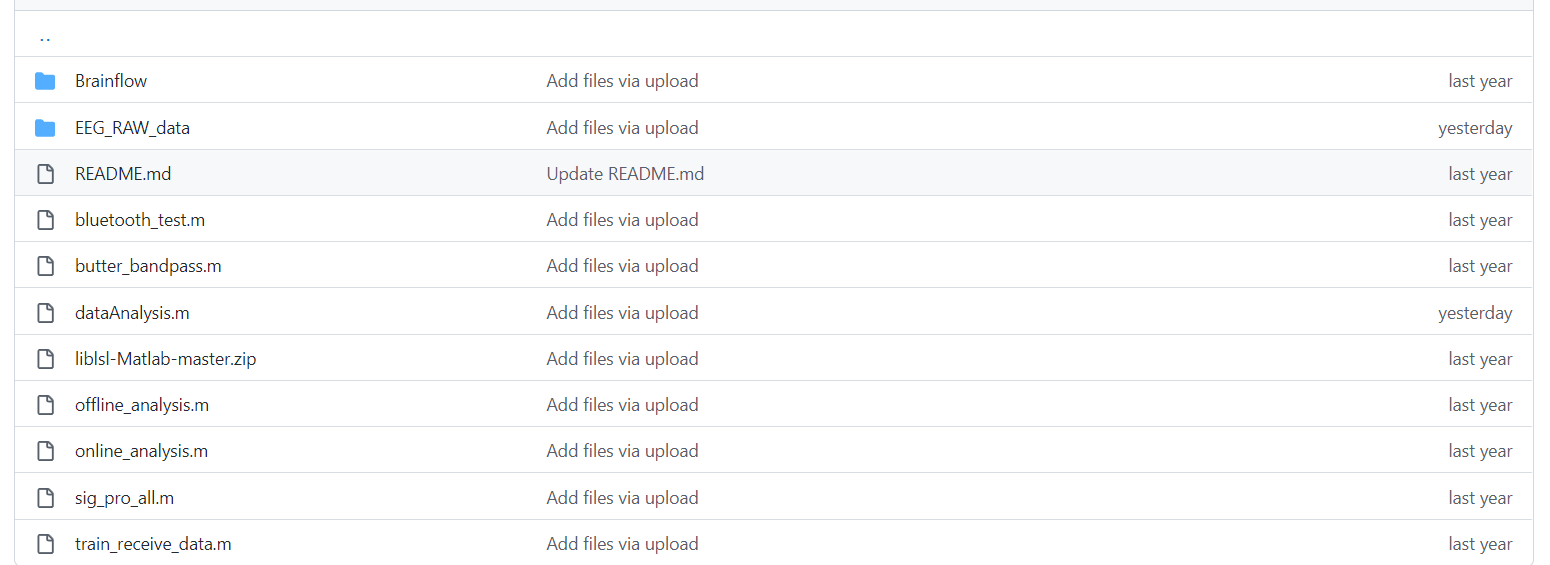 ..
Brainflow Add files via upload last year
EEG_RAW_data Add files via upload yesterday
README.md Update README.md last year
bluetooth_test.m Add files via upload last year
butter_bandpass.m Add files via upload last year
dataAnalysis.m Add files via upload yesterday
liblsl-Matlab-master.zip Add files via upload last year
offline_analysis.m Add files via upload last year
online_analysis.m Add files via upload last year
sig_pro_all.m Add files via upload last year
train_receive_data.m Add files via upload last year